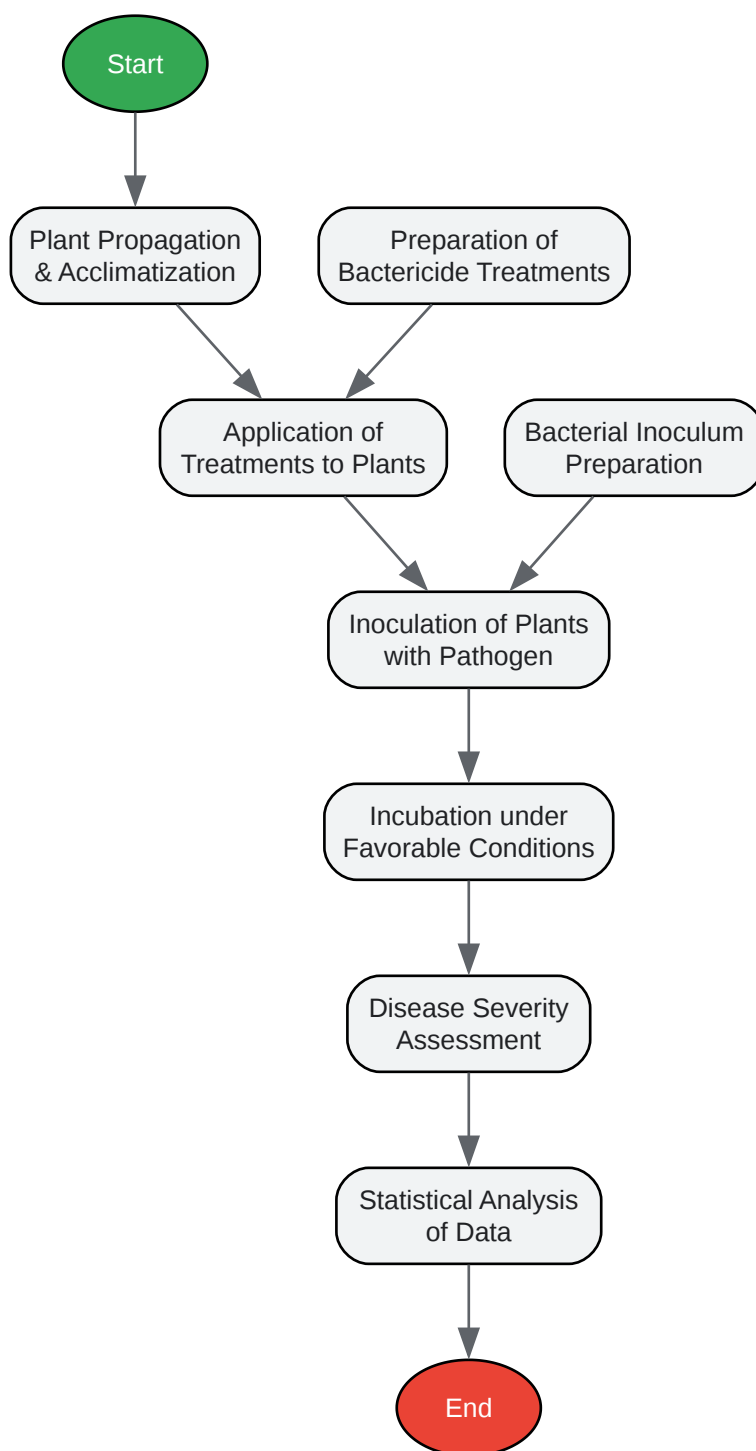 Start
Plant Propagation
& Acclimatization
Preparation of
Bactericide Treatments
Application of
Treatments to Plants
Bacterial Inoculum
Preparation
Inoculation of Plants
with Pathogen
Incubation under
Favorable Conditions
Disease Severity
Assessment
Statistical Analysis
of Data
End